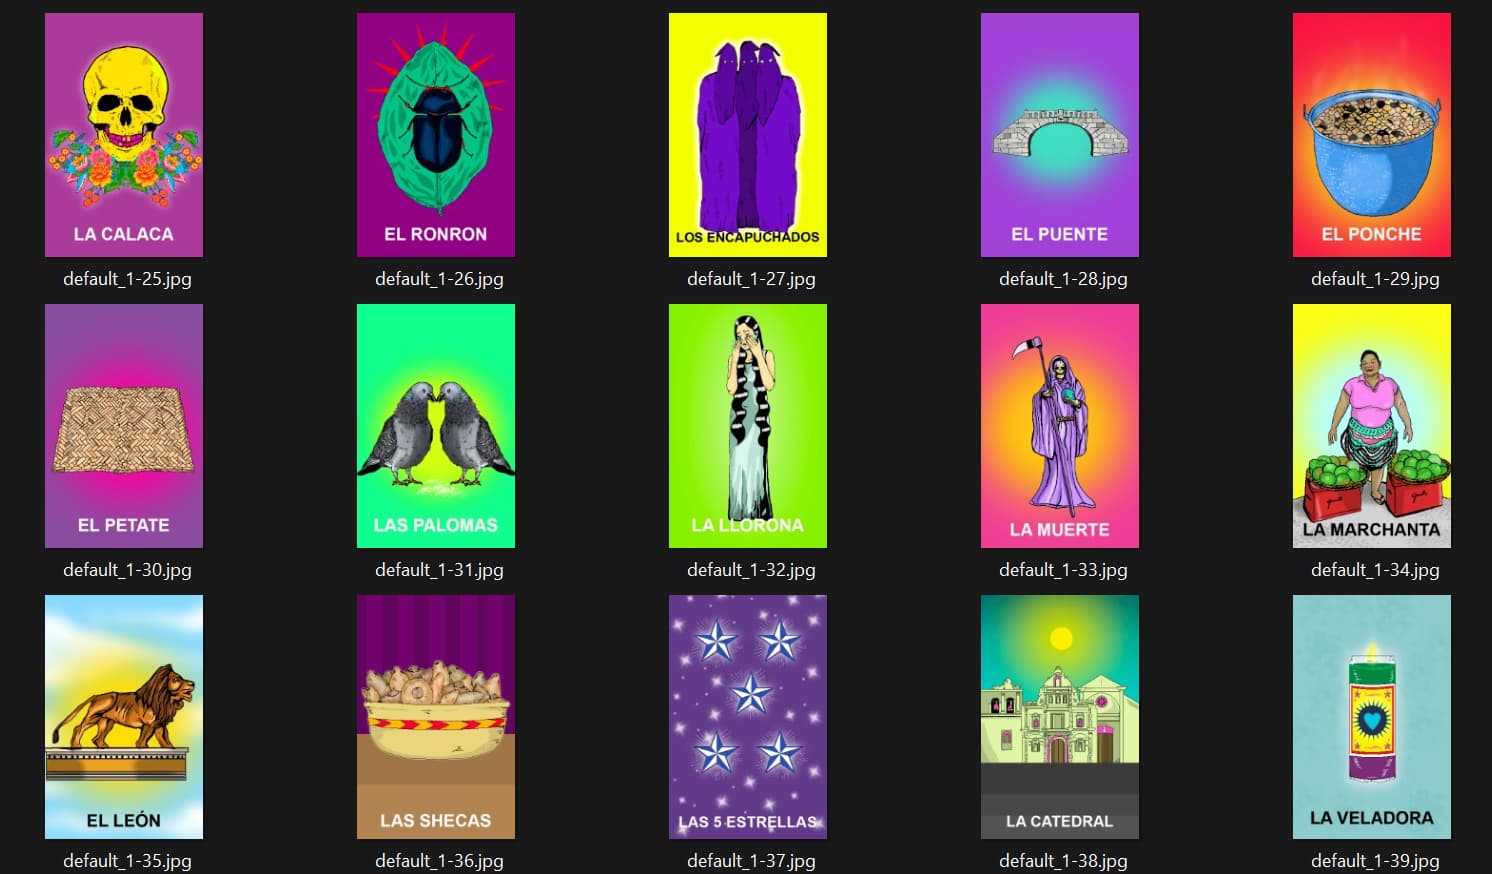 LA CALACA
EL RONRON
LOS ENCAPUCHADOS
EL PUENTE
EL PONCHE
default_1-25.jpg
default_1-26.jpg
default_1-27.jpg
default_1-28.jpg
default_1-29.jpg
EL PETATE
LAS PALOMAS
LA LLORONA
LA MUERTE
LA MARCHANTA
default_1-30.jpg
default_1-31.jpg
default_1-32.jpg
default_1-33.jpg
default_1-34.jpg
EL LEÓN
LAS SHECAS
LAS 5 ESTRELLAS
LA CATEDRAL
LA VELADORA
default_1-35.jpg
default_1-36.jpg
default_1-37.jpg
default_1-38.jpg
default_1-39.jpg